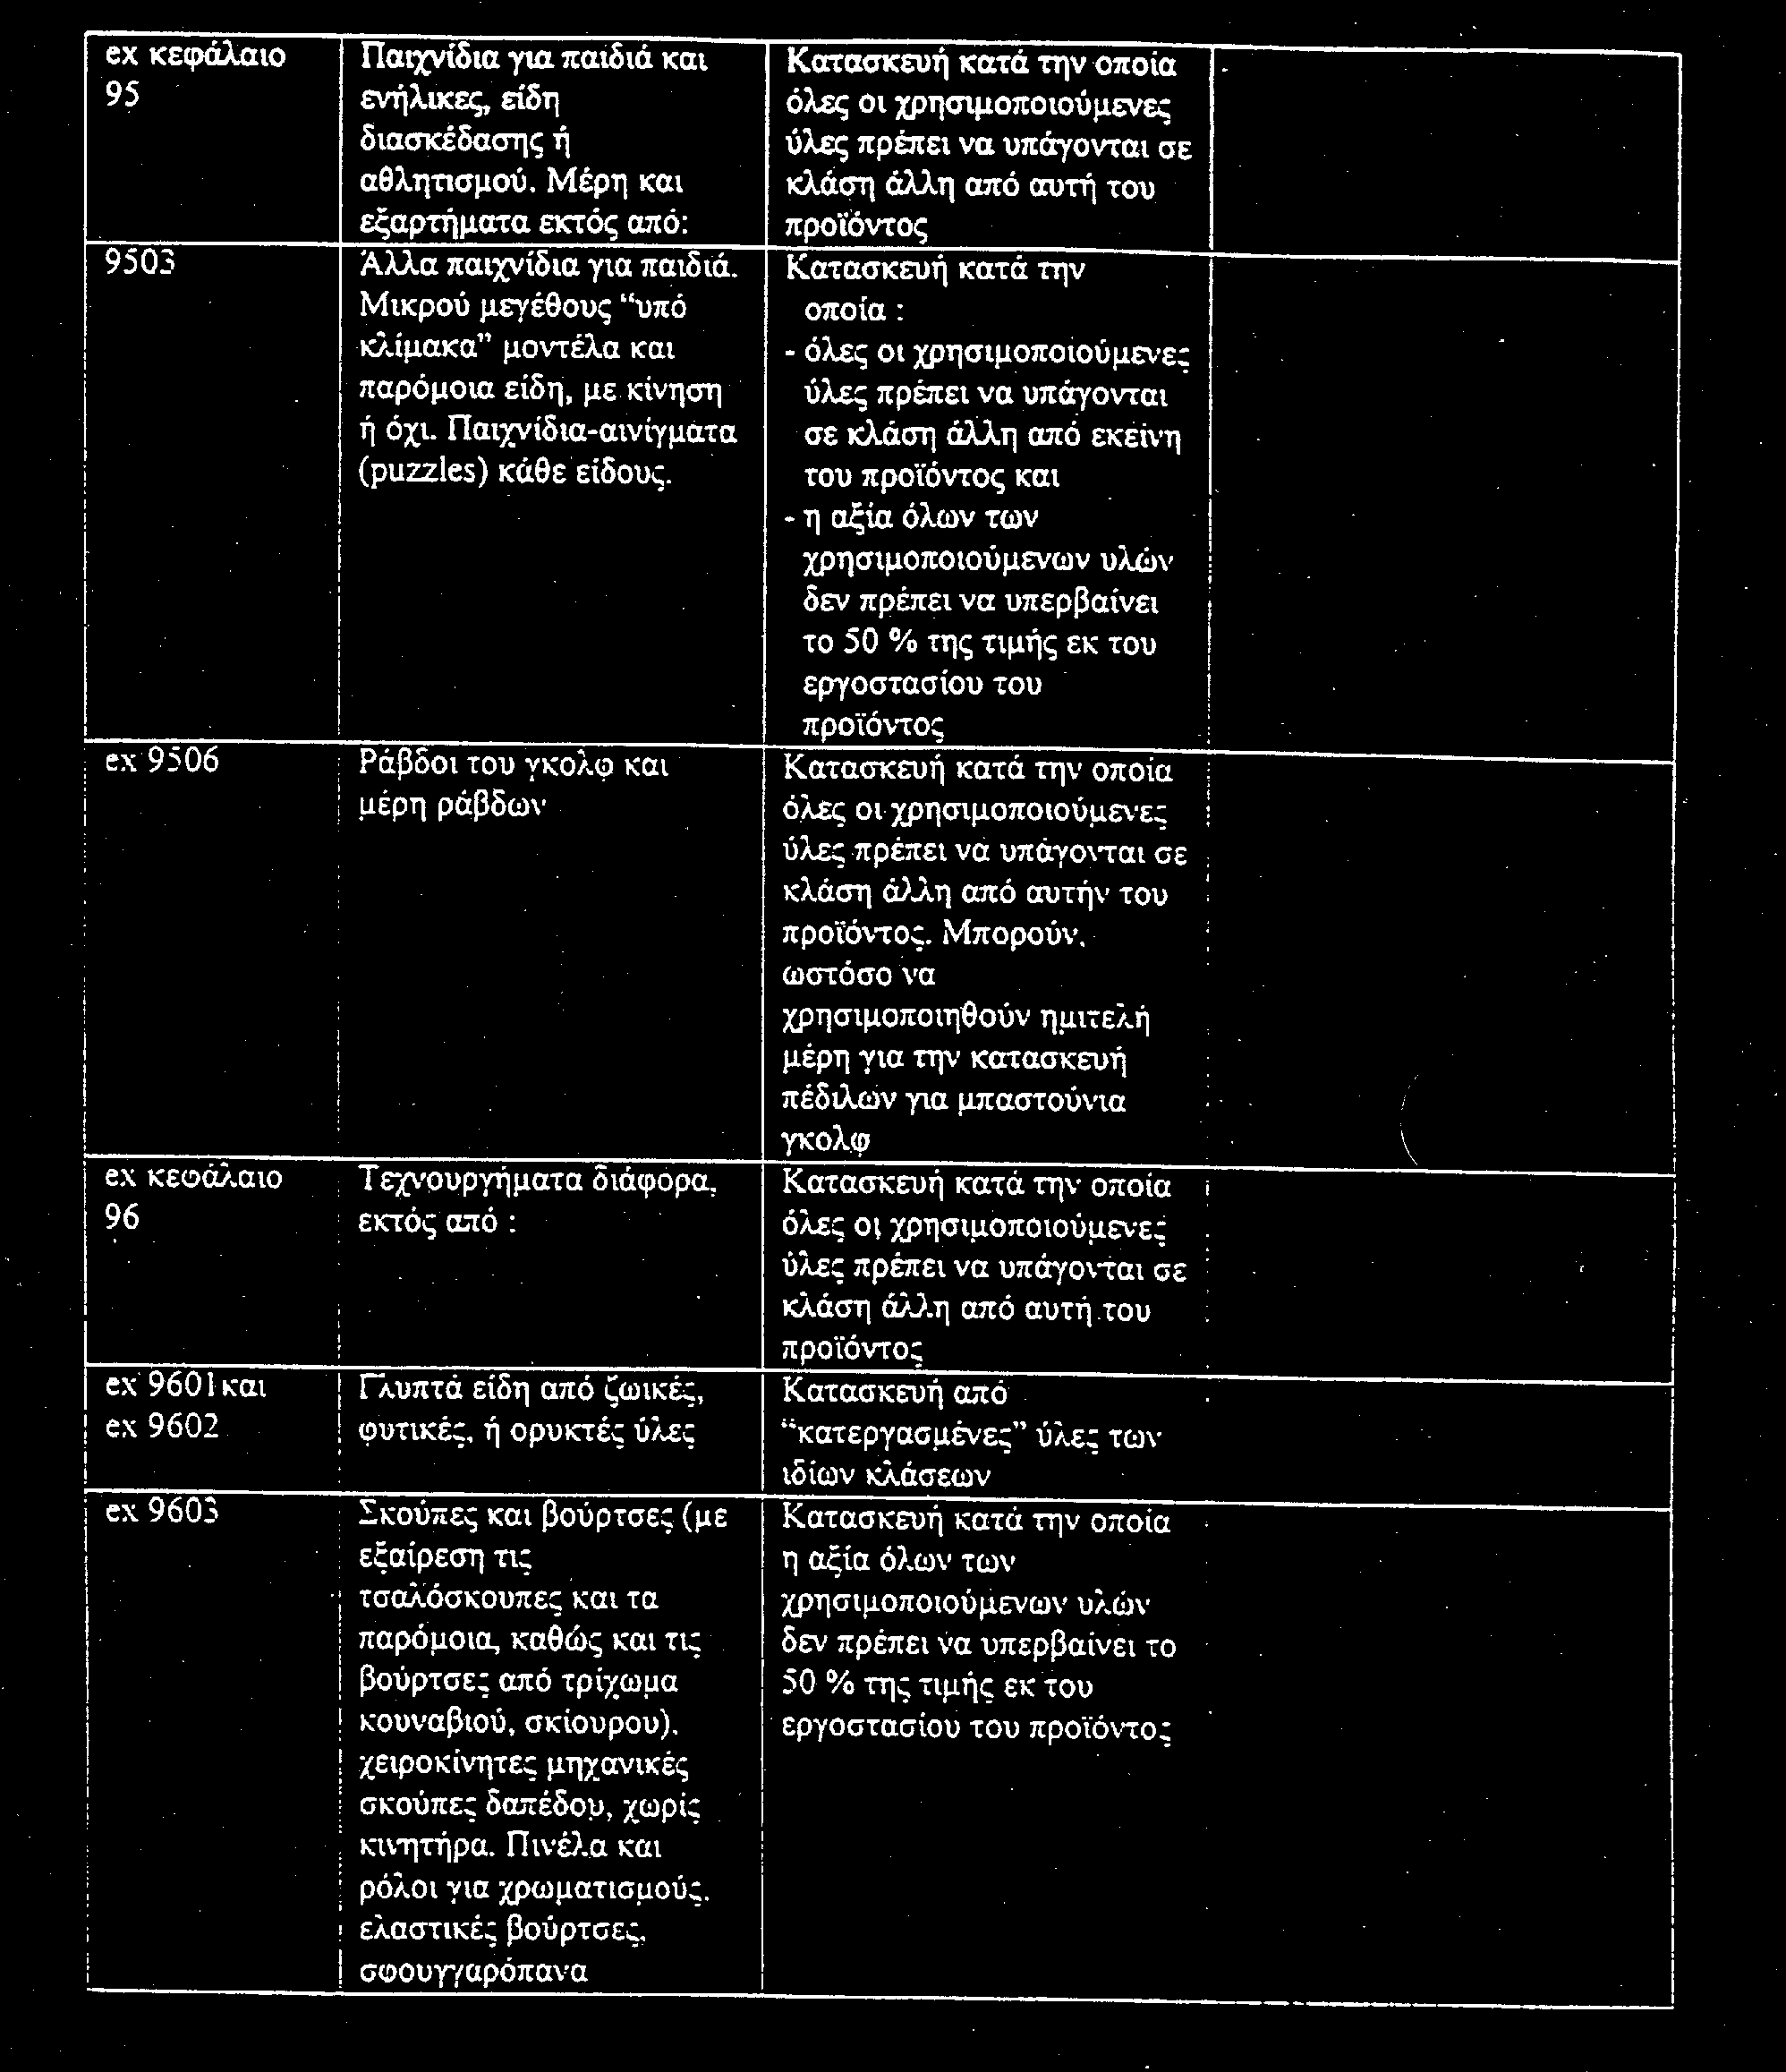 ex κεφάλαιο
95
Παιχνίδια για παιδιά και
ενήλικες, είδη
διασκέδασης ή
αθλητισμού. Μέρη και
εξαρτήματα εκτός από:
Κατασκευή κατά την οποία
όλες οι χρησιμοποιούμενες
ύλες πρέπει να υπάγονται σε
κλάση άλλη από αυτή του
προϊόντος
9503
Άλλα παιχνίδια για παιδιά.
Μικρού μεγέθους “υπό
κλίμακα” μοντέλα και
παρόμοια είδη, με κίνηση
ή όχι. Παιχνίδια-αινίγματα
(puzzles) κάθε είδους.
Κατασκευή κατά την
οποία :
- όλες οι χρησιμοποιούμενες
ύλες πρέπει να υπάγονται
σε κλάση άλλη από εκείνη
του προϊόντος και
- η αξία όλων των
χρησιμοποιούμενων υλών
δεν πρέπει να υπερβαίνει
το 50 % της τιμής εκ του
εργοστασίου του
προϊόντος
ex 9506
Ράβδοι του γκολφ και
μέρη ράβδων
Κατασκευή κατά την οποία
όλες οι χρησιμοποιούμενες
ύλες πρέπει να υπάγονται σε
κλάση άλλη από αυτήν του
προϊόντος. Μπορούν,
ωστόσο να
χρησιμοποιηθούν ημιτελή
μέρη για την κατασκευή
πέδιλων για μπαστούνια
γκολφ
ex κεφάλαιο
96
Τεχνουργήματα διάφορα,
εκτός από :
Κατασκευή κατά την οποία
όλες οι χρησιμοποιούμενες
ύλες πρέπει να υπάγονται σε
κλάση άλλη από αυτή του
προϊόντος
ex 9601 και
ex 9602
Γλυπτά είδη από ζωικές,
φυτικές, ή ορυκτές ύλες
Κατασκευή από
“κατεργασμένες” ύλες των
ιδίων κλάσεων
ex 9603
Σκούπες και βούρτσες (με
εξαίρεση τις
τσαλόσκουπες και τα
παρόμοια, καθώς και τις
βούρτσες από τρίχωμα
κουναβιού, σκίουρου),
χειροκίνητες μηχανικές
σκούπες δαπέδου, χωρίς
κινητήρα. Πινέλα και
ρόλοι για χρωματισμούς,
ελαστικές βούρτσες,
σφουγγαρόπανα
Κατασκευή κατά την οποία
η αξία όλων των
χρησιμοποιούμενων υλών
δεν πρέπει να υπερβαίνει το
50 % της τιμής εκ του
εργοστασίου του προϊόντος